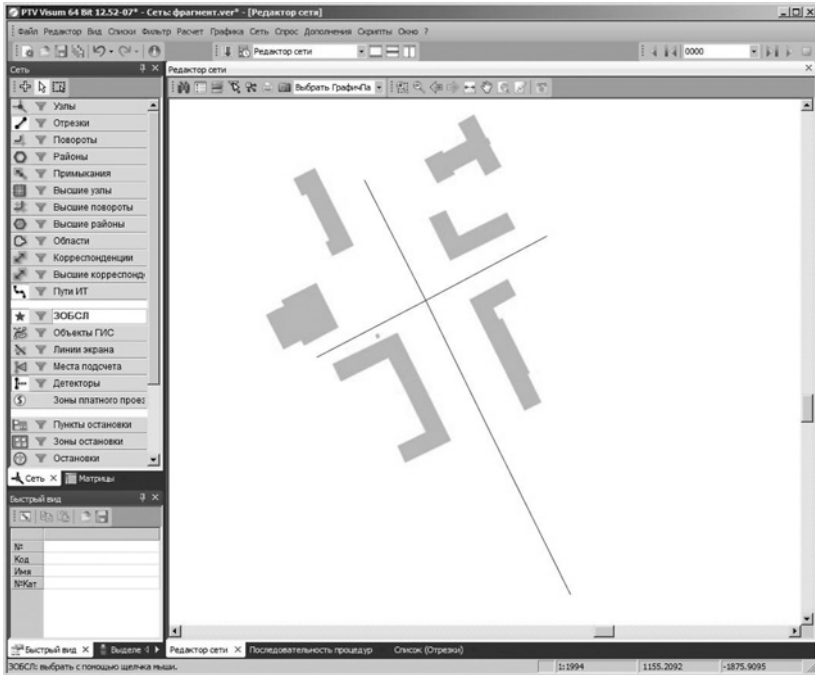 PTV Visum 64 Bit 12.52-07* - Сеть: фрагмент.ver* - [Редактор сети]
Файл Редактор Вид Списки Фильтр Расчет Графика Сеть Спрос Дополнения Скрипты Окно ?
Редактор сети
0000
Сеть
Редактор сети
Выбрать ГрафичПа
Узлы
Отрезки
Повороты
Районы
Примыкания
Высшие узлы
Высшие повороты
Высшие районы
Области
Корреспонденции
Высшие корреспонд
Пути ИТ
ЗОБСЛ
Объекты ГИС
Линии экрана
Места подсчета
Детекторы
Зоны платного проез
Пункты остановки
Зоны остановки
Остановки
Сеть
Матрицы
Быстрый вид
№
Код
Имя
№Кат
Быстрый вид
Выделе
Редактор сети
Последовательность процедур
Список (Отрезки)
ЗОБСЛ: выбрать с помощью щелчка мыши.
1:1994
1155.2092
-1875.9095